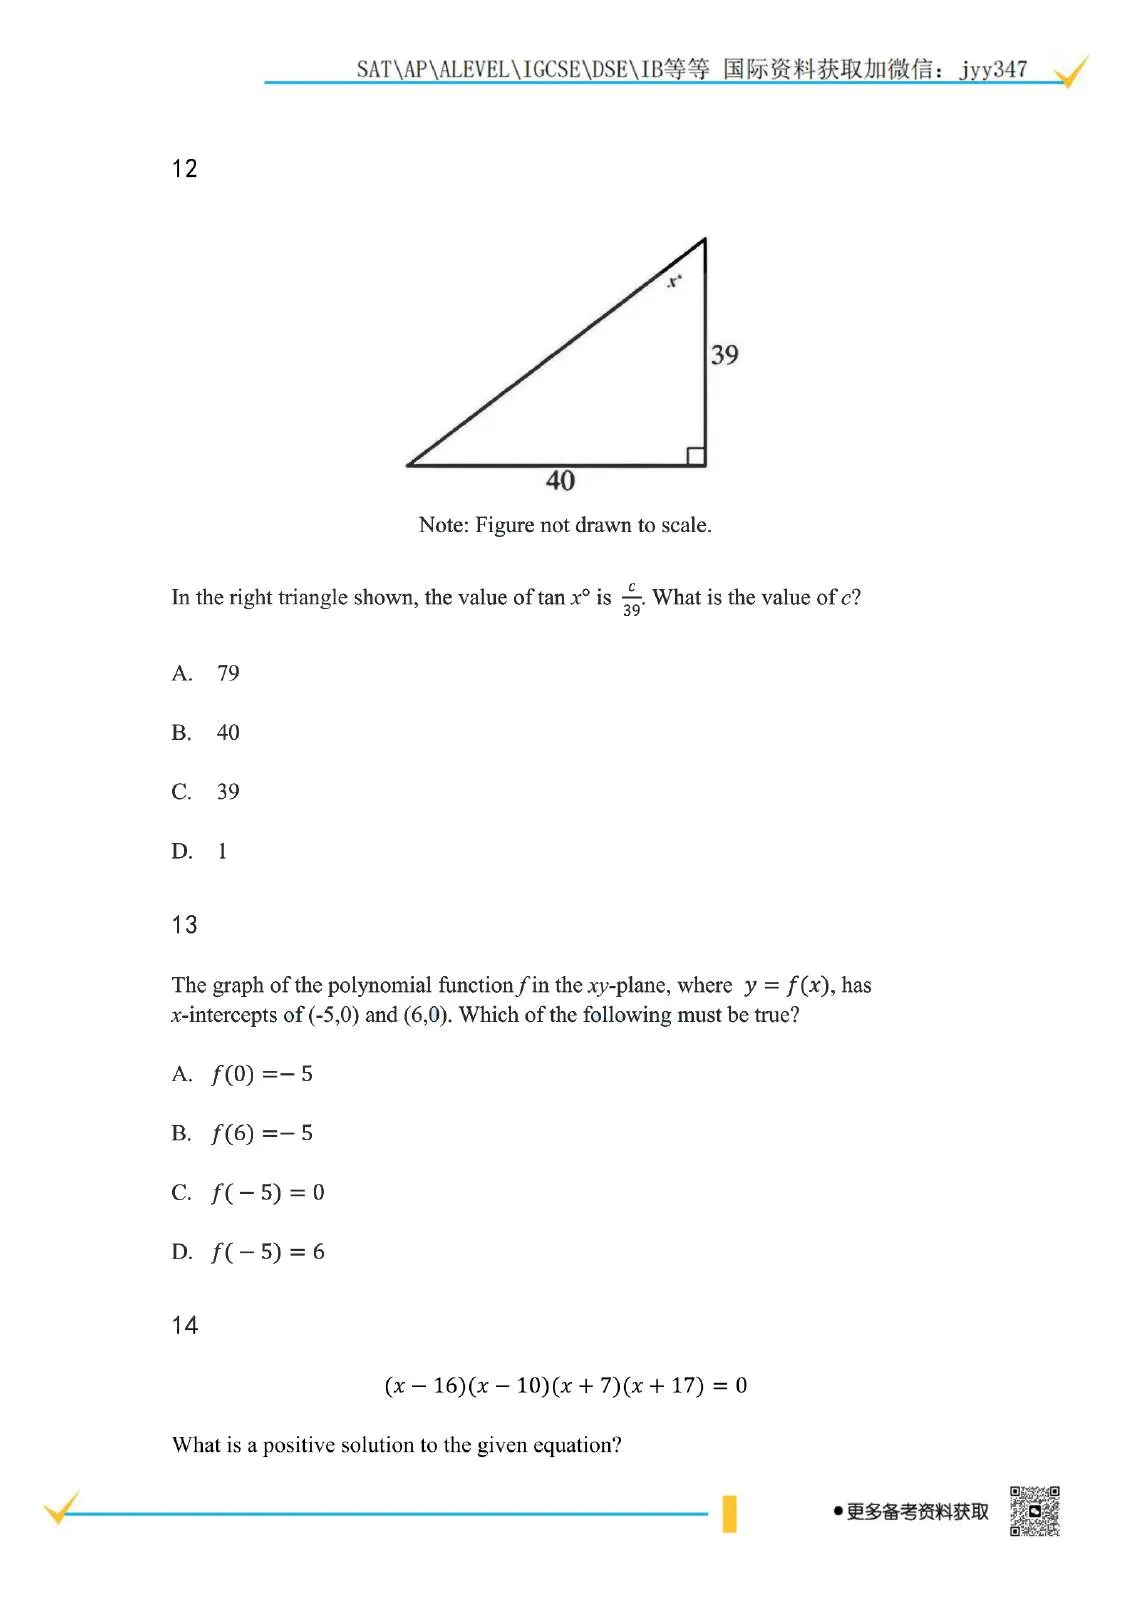 SAT\AP\ALEVEL\IGCSE\DSE\IB等等 国际资料获取加微信：jyy347
12
x°
39
40
Note: Figure not drawn to scale.
In the right triangle shown, the value of tan x° is c/39. What is the value of c?
A. 79
B. 40
C. 39
D. 1
13
The graph of the polynomial function f in the xy-plane, where y = f(x), has
x-intercepts of (-5,0) and (6,0). Which of the following must be true?
A. f(0) =− 5
B. f(6) =− 5
C. f( − 5) = 0
D. f( − 5) = 6
14
(x − 16)(x − 10)(x + 7)(x + 17) = 0
What is a positive solution to the given equation?
●更多备考资料获取